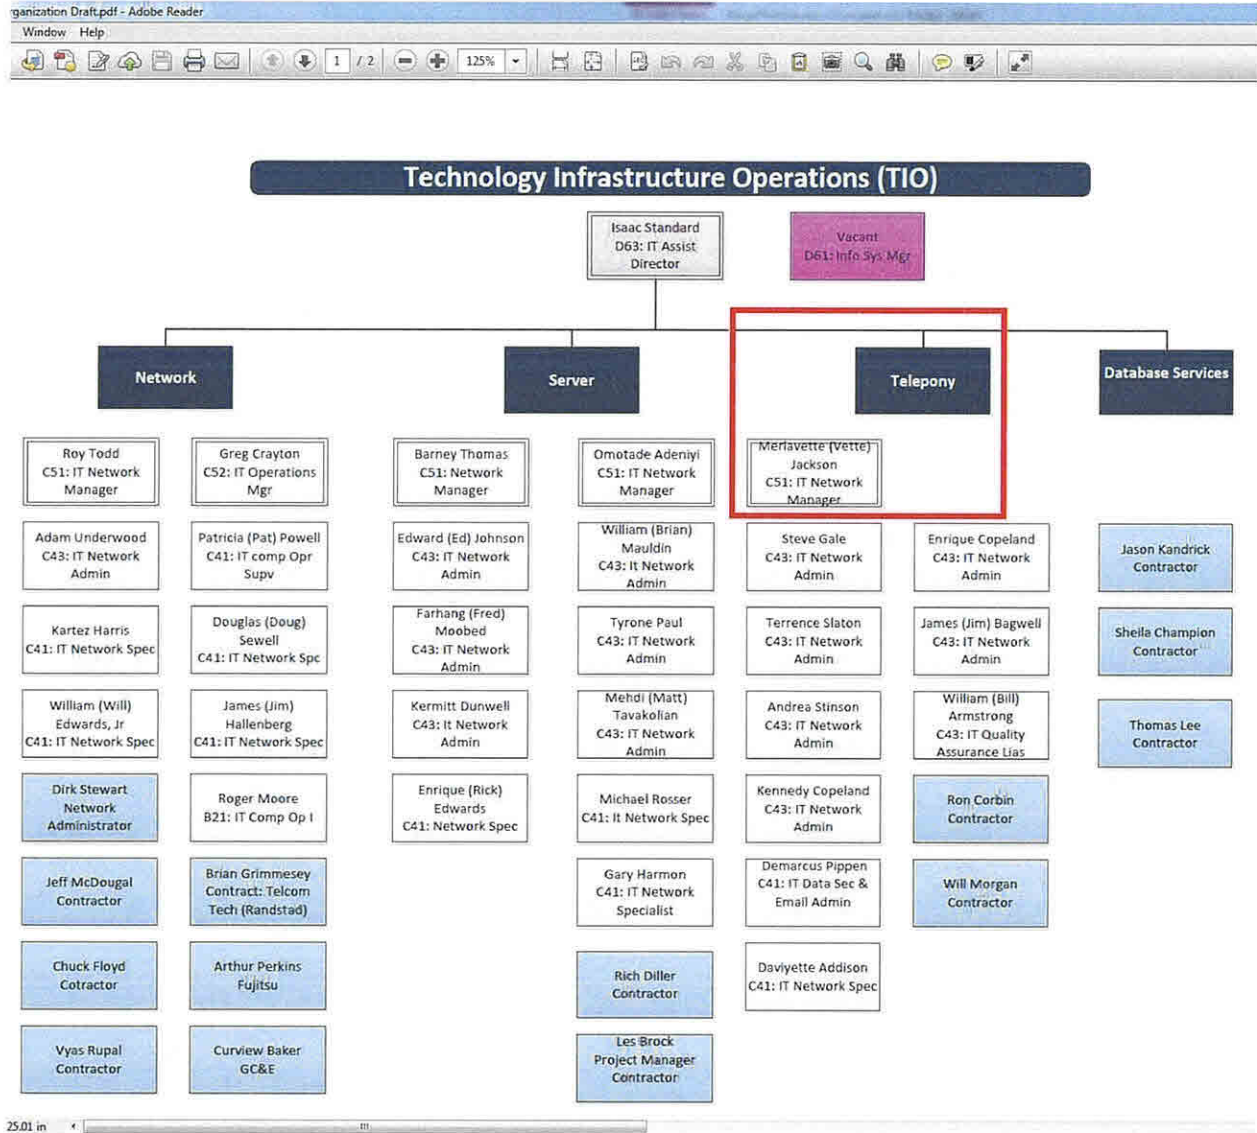 rganization Draft.pdf - Adobe Reader
Window Help
1 / 2 125%
Technology Infrastructure Operations (TIO)
Isaac Standard
D63: IT Assist
Director
Vacant
D61: Info Sys Mgr
Network
Server
Telepony
Database Services
Roy Todd
C51: IT Network
Manager
Greg Crayton
C52: IT Operations
Mgr
Barney Thomas
C51: Network
Manager
Omotade Adeniyi
C51: IT Network
Manager
Merlavette (Vette)
Jackson
C51: IT Network
Manager
Adam Underwood
C43: IT Network
Admin
Patricia (Pat) Powell
C41: IT comp Opr
Supv
Edward (Ed) Johnson
C43: IT Network
Admin
William (Brian)
Mauldin
C43: It Network
Admin
Steve Gale
C43: IT Network
Admin
Enrique Copeland
C43: IT Network
Admin
Jason Kandrick
Contractor
Kartez Harris
C41: IT Network Spec
Douglas (Doug)
Sewell
C41: IT Network Spc
Farhang (Fred)
Moobed
C43: IT Network
Admin
Tyrone Paul
C43: IT Network
Admin
Terrence Slaton
C43: IT Network
Admin
James (Jim) Bagwell
C43: IT Network
Admin
Sheila Champion
Contractor
William (Will)
Edwards, Jr
C41: IT Network Spec
James (Jim)
Hallenberg
C41: IT Network Spec
Kermitt Dunwell
C43: It Network
Admin
Mehdi (Matt)
Tavakolian
C43: IT Network
Admin
Andrea Stinson
C43: IT Network
Admin
William (Bill)
Armstrong
C43: IT Quality
Assurance Lias
Thomas Lee
Contractor
Dirk Stewart
Network
Administrator
Roger Moore
B21: IT Comp Op I
Enrique (Rick)
Edwards
C41: Network Spec
Michael Rosser
C41: It Network Spec
Kennedy Copeland
C43: IT Network
Admin
Ron Corbin
Contractor
Jeff McDougal
Contractor
Brian Grimmesey
Contract: Telcom
Tech (Randstad)
Gary Harmon
C41: IT Network
Specialist
Demarcus Pippen
C41: IT Data Sec &
Email Admin
Will Morgan
Contractor
Chuck Floyd
Cotractor
Arthur Perkins
Fujitsu
Rich Diller
Contractor
Daviyette Addison
C41: IT Network Spec
Vyas Rupal
Contractor
Curview Baker
GC&E
Les Brock
Project Manager
Contractor
25.01 in